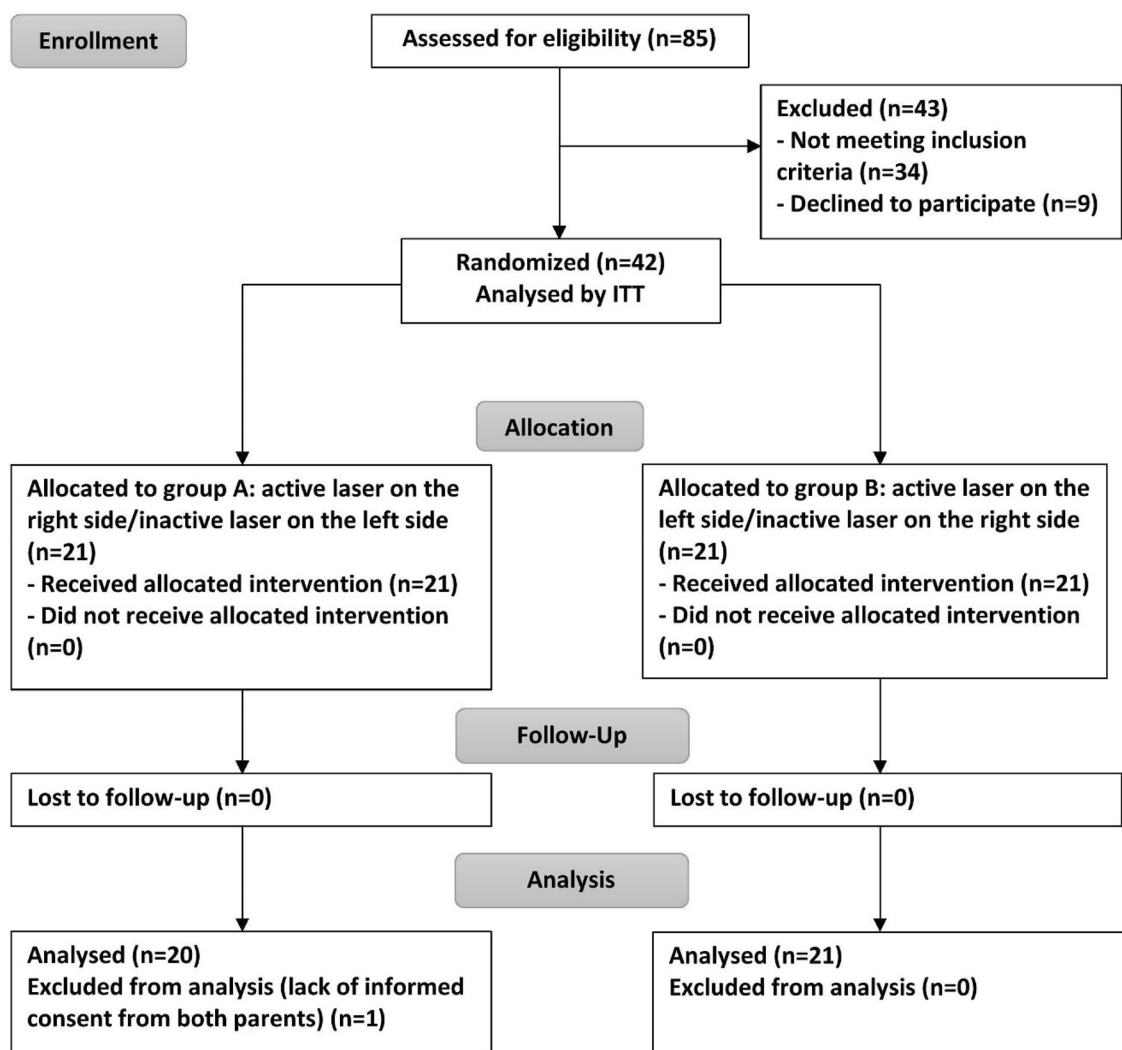 Enrollment
Assessed for eligibility (n=85)
Excluded (n=43)
- Not meeting inclusion
criteria (n=34)
- Declined to participate (n=9)
Randomized (n=42)
Analysed by ITT
Allocation
Allocated to group A: active laser on the
right side/inactive laser on the left side
(n=21)
- Received allocated intervention (n=21)
- Did not receive allocated intervention
(n=0)
Allocated to group B: active laser on the
left side/inactive laser on the right side
(n=21)
- Received allocated intervention (n=21)
- Did not receive allocated intervention
(n=0)
Follow-Up
Lost to follow-up (n=0)
Lost to follow-up (n=0)
Analysis
Analysed (n=20)
Excluded from analysis (lack of informed
consent from both parents) (n=1)
Analysed (n=21)
Excluded from analysis (n=0)